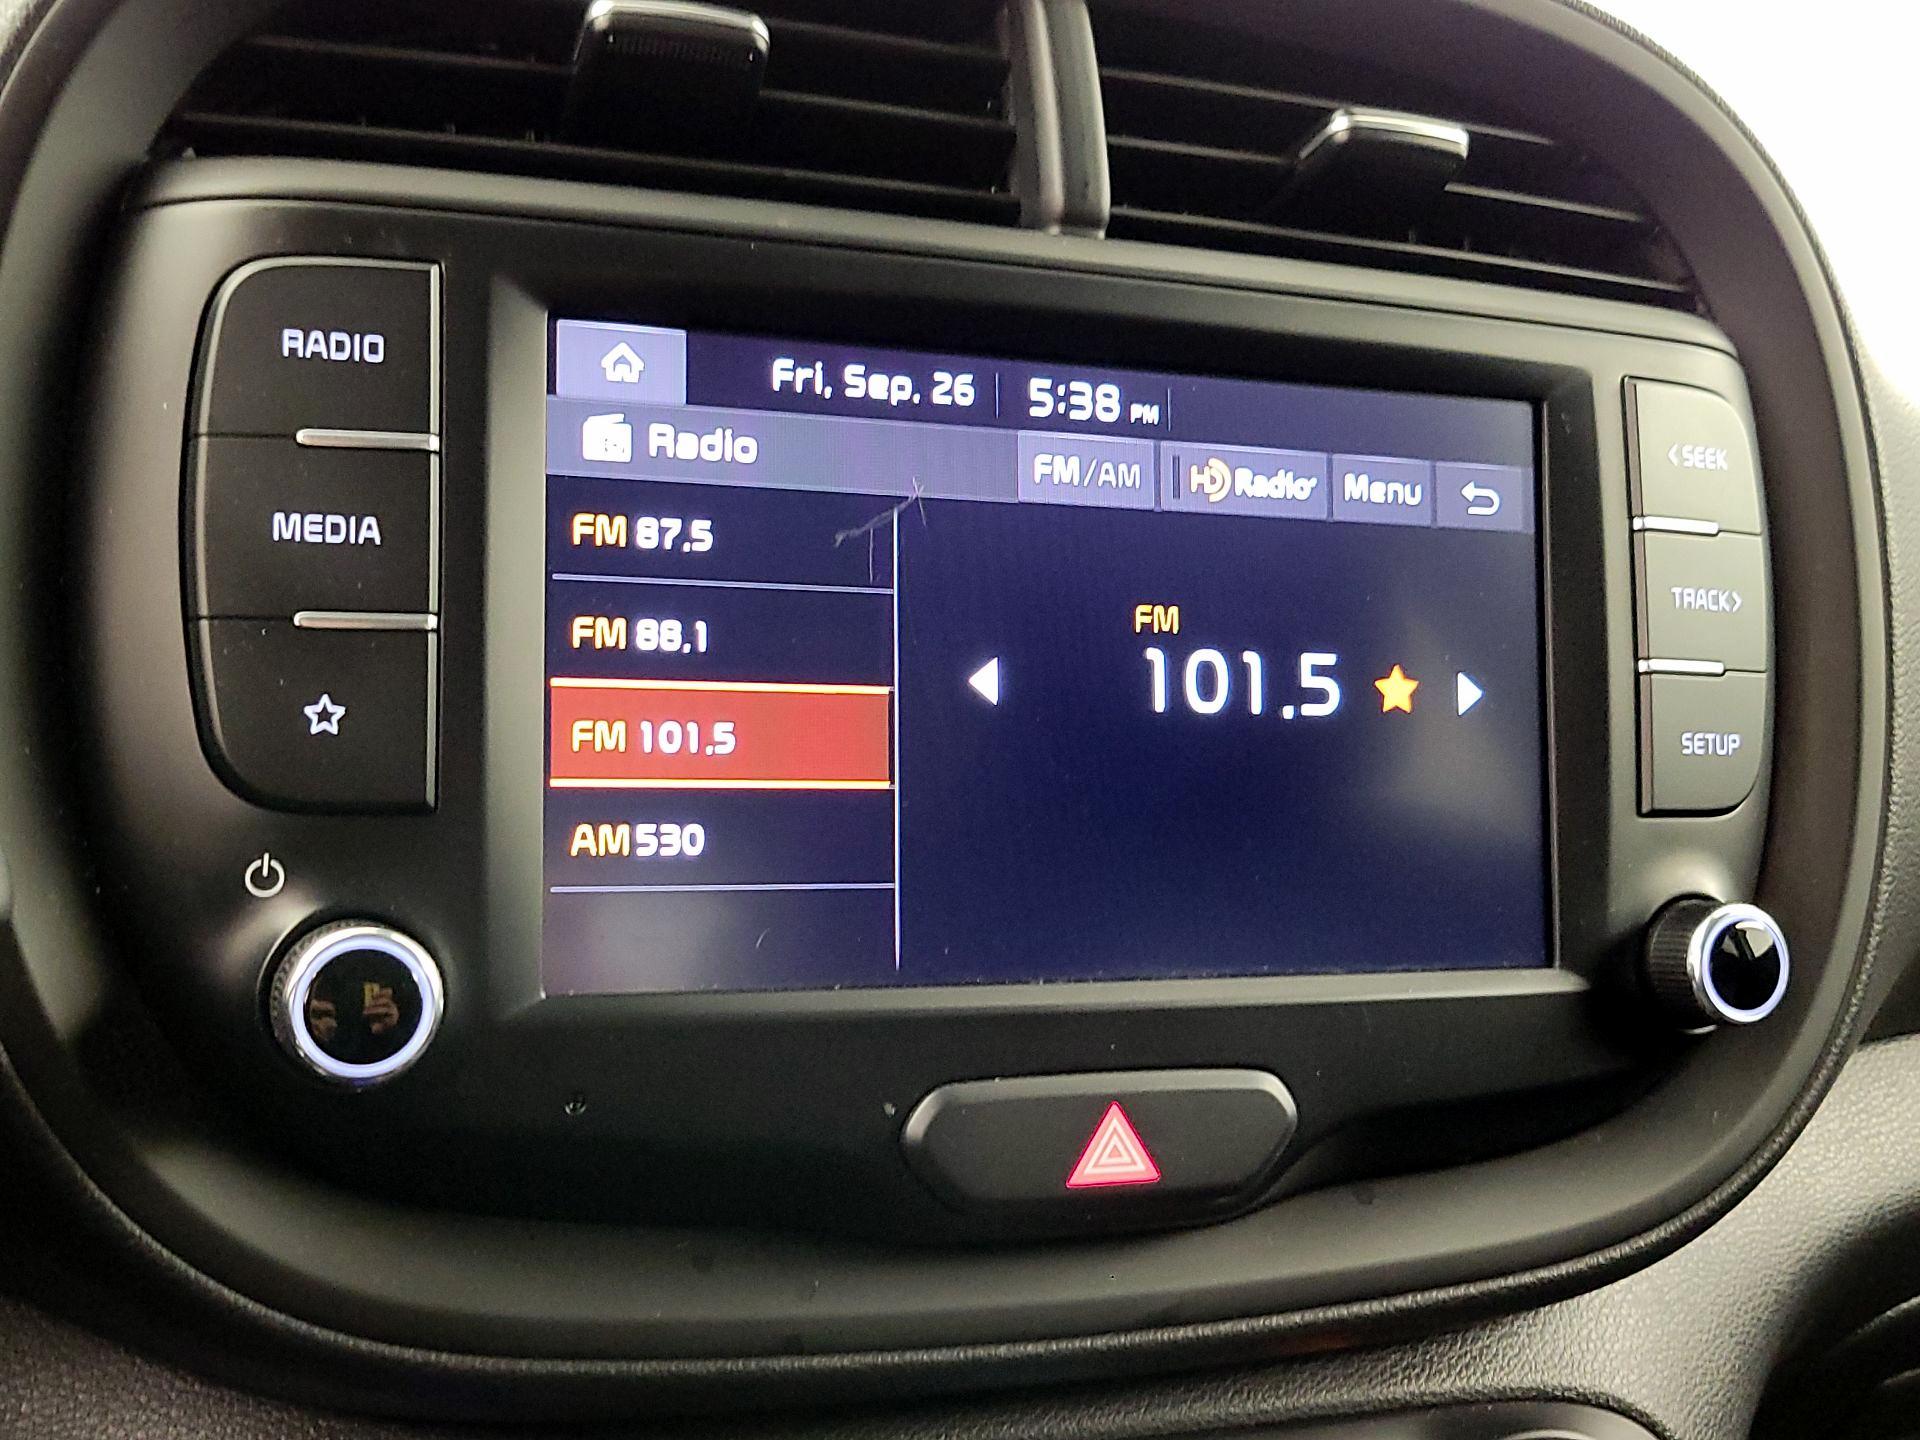 RADIO
MEDIA
Fri, Sep. 26 5:38 PM
Radio FM/AM HD Radio Menu
FM 87.5
FM 88.1
FM 101.5
AM 530
FM
101.5
< SEEK
TRACK >
SETUP